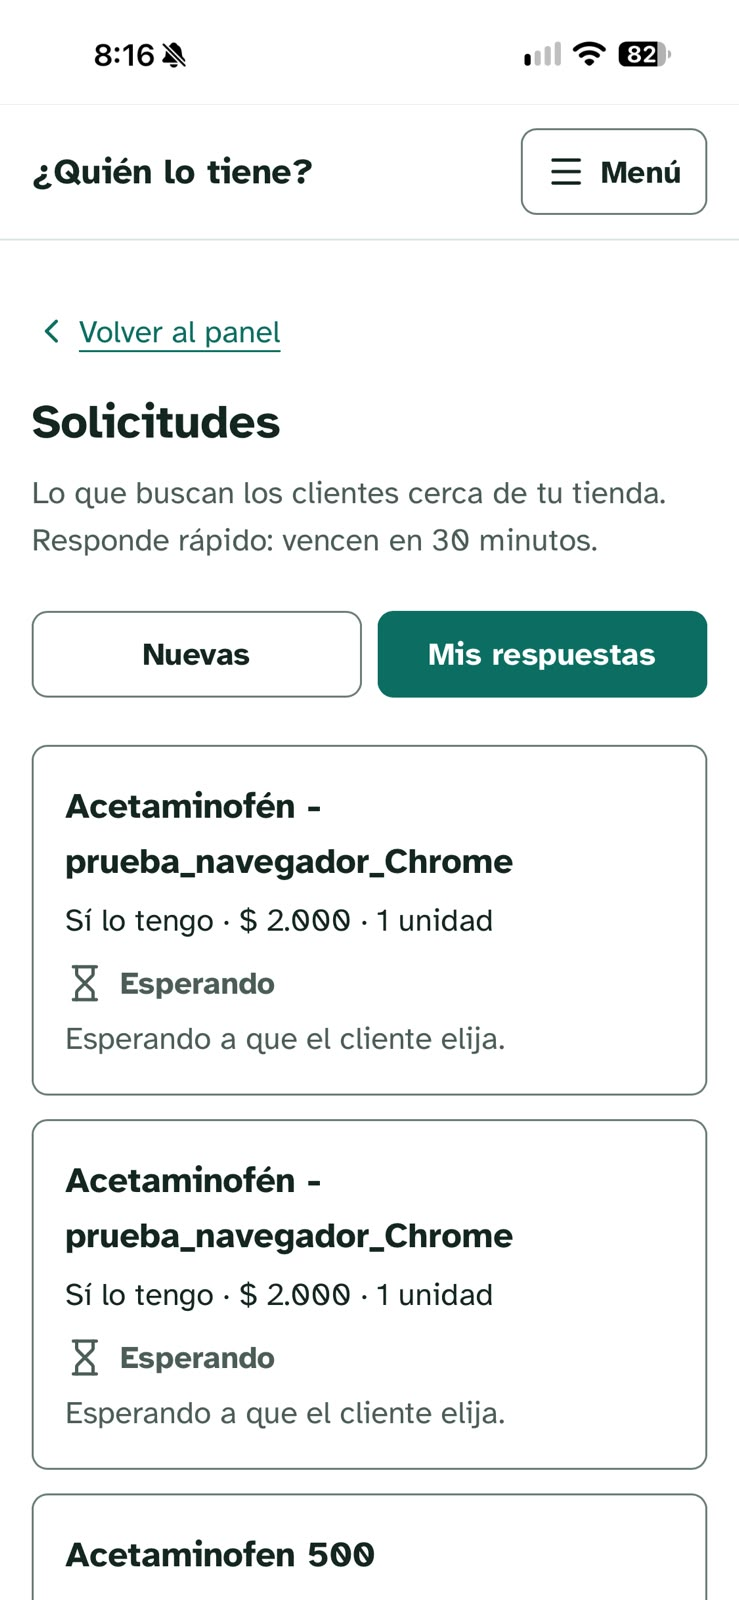 8:16
82
¿Quién lo tiene?
Menú
Volver al panel
Solicitudes
Lo que buscan los clientes cerca de tu tienda.
Responde rápido: vencen en 30 minutos.
Nuevas
Mis respuestas
Acetaminofén -
prueba_navegador_Chrome
Sí lo tengo · $ 2.000 · 1 unidad
Esperando
Esperando a que el cliente elija.
Acetaminofén -
prueba_navegador_Chrome
Sí lo tengo · $ 2.000 · 1 unidad
Esperando
Esperando a que el cliente elija.
Acetaminofen 500